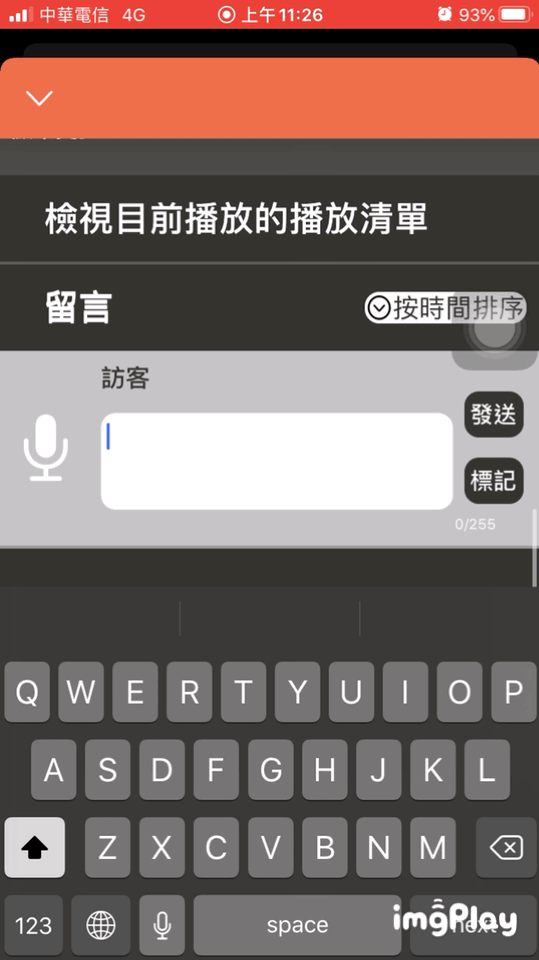 中華電信 4G 上午11:26 93%
檢視目前播放的播放清單
留言 按時間排序
訪客
發送
標記
0/255
Q W E R T Y U I O P
A S D F G H J K L
Z X C V B N M
123 space next
imgPlay